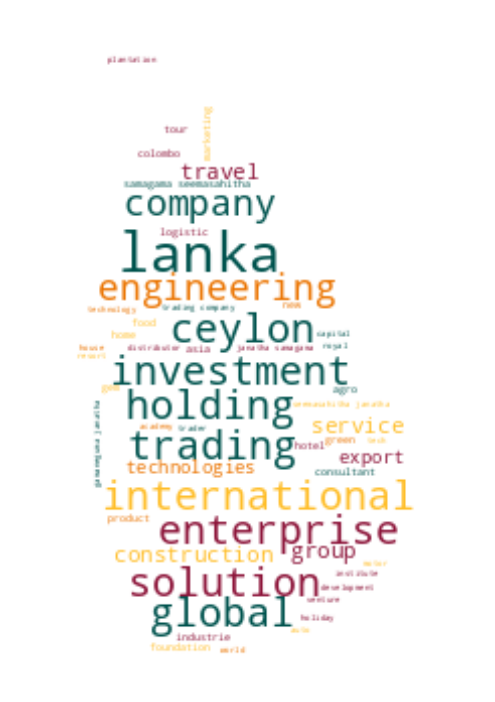 plantation
marketing
tour
colombo
travel
samagama seemasahitha
company
logistic
lanka
engineering
new
technology trading company
food
ceylon capital
home
house distributor asia janatha samagama royal
resort
investment
gem agro
holding seemasahitha janatha
academy trader service
trading green tech
hotel
technologies export
consultant
international
product
enterprise
construction group
motor
institute
solution development
venture
global holiday
auto
industrie
foundation world